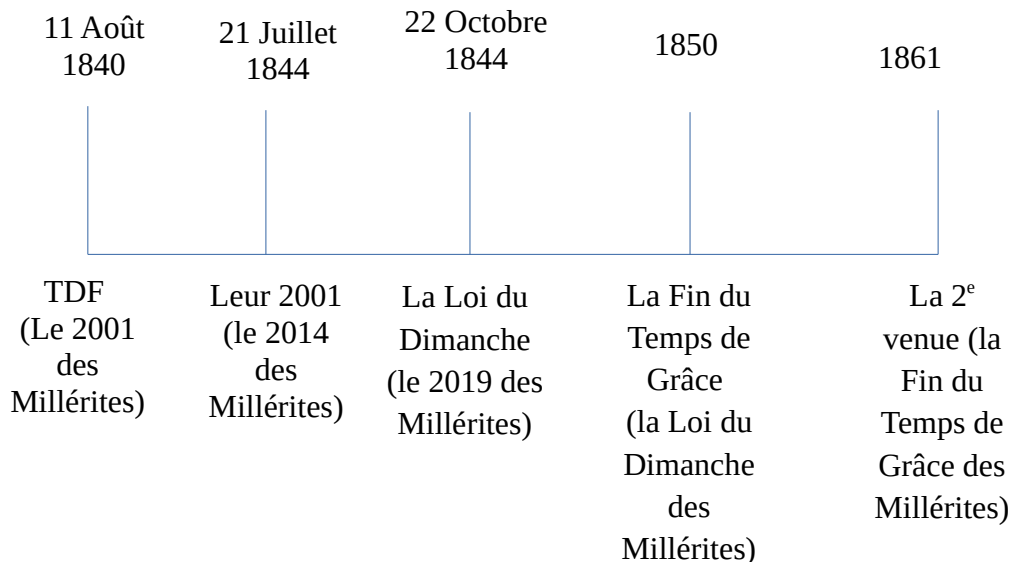 11 Août
1840
21 Juillet
1844
22 Octobre
1844
1850
1861
TDF
(Le 2001
des
Millérites)
Leur 2001
(le 2014
des
Millérites)
La Loi du
Dimanche
(le 2019 des
Millérites)
La Fin du
Temps de
Grâce
(la Loi du
Dimanche
des
Millérites)
La 2e
venue (la
Fin du
Temps de
Grâce des
Millérites)